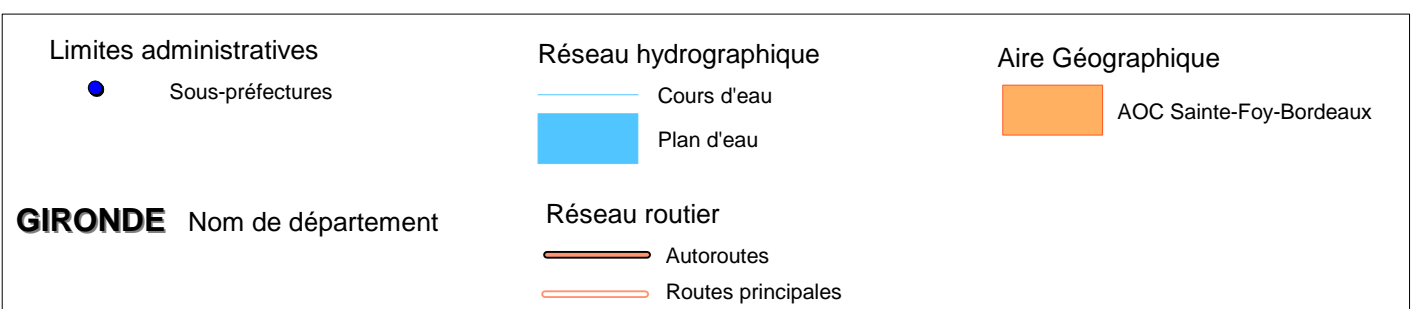 Limites administratives
Sous-préfectures
GIRONDE Nom de département
Réseau hydrographique
Cours d'eau
Plan d'eau
Réseau routier
Autoroutes
Routes principales
Aire Géographique
AOC Sainte-Foy-Bordeaux